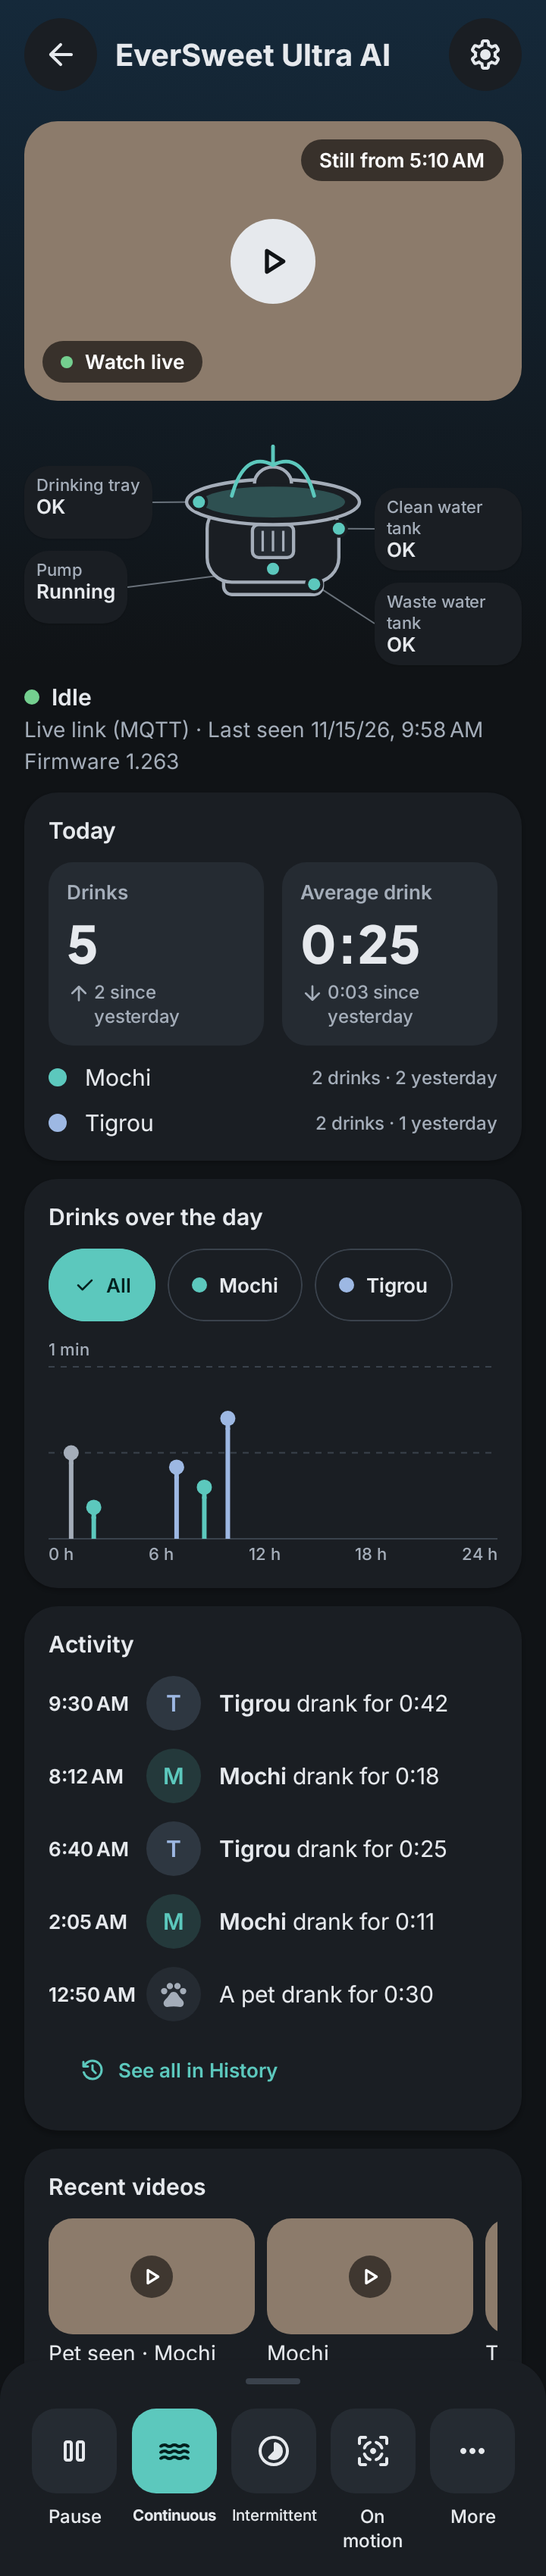 EverSweet Ultra AI
Still from 5:10 AM
Watch live
Drinking tray
OK
Clean water
tank
OK
Pump
Running
Waste water
tank
OK
Idle
Live link (MQTT) · Last seen 11/15/26, 9:58 AM
Firmware 1.263
Today
Drinks
5
↑ 2 since
yesterday
Average drink
0:25
↓ 0:03 since
yesterday
Mochi
2 drinks · 2 yesterday
Tigrou
2 drinks · 1 yesterday
Drinks over the day
All
Mochi
Tigrou
1 min
0 h 6 h 12 h 18 h 24 h
Activity
9:30 AM T Tigrou drank for 0:42
8:12 AM M Mochi drank for 0:18
6:40 AM T Tigrou drank for 0:25
2:05 AM M Mochi drank for 0:11
12:50 AM A pet drank for 0:30
See all in History
Recent videos
Pet seen · Mochi
Mochi
T
Pause
Continuous
Intermittent
On
motion
More